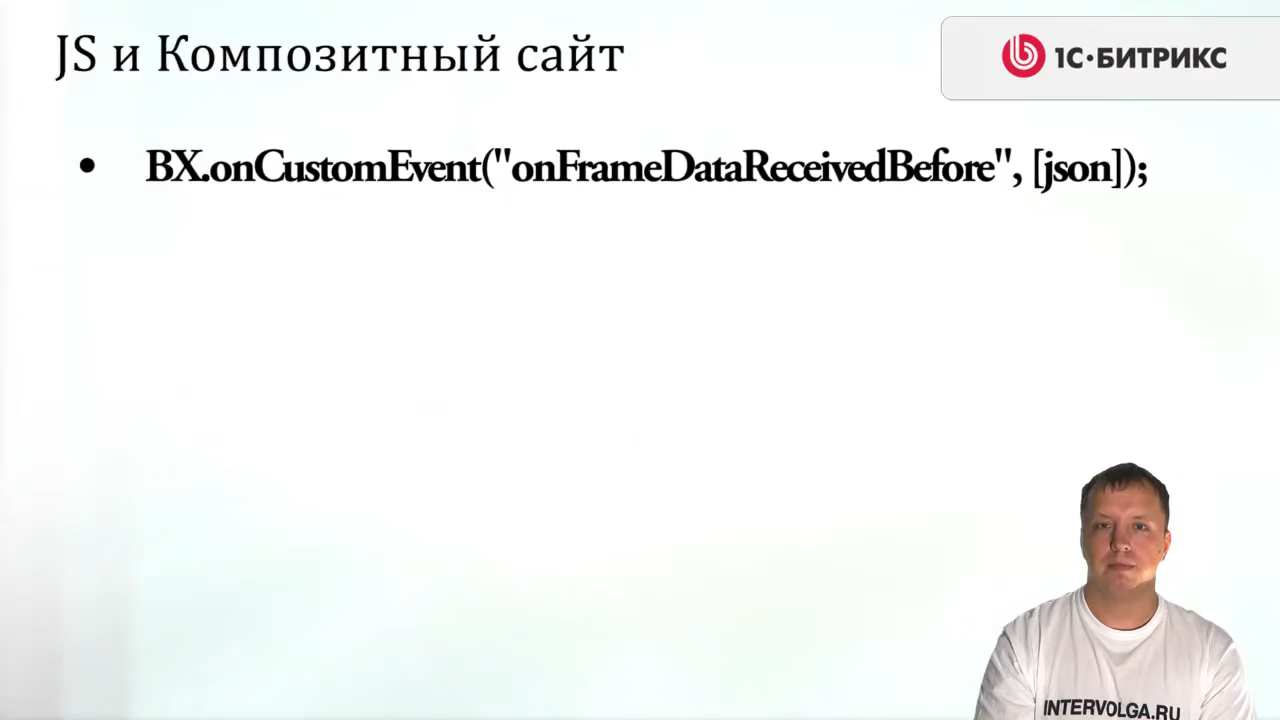 JS и Композитный сайт
1С·БИТРИКС
• BX.onCustomEvent("onFrameDataReceivedBefore", [json]);
INTERVOLGA.RU